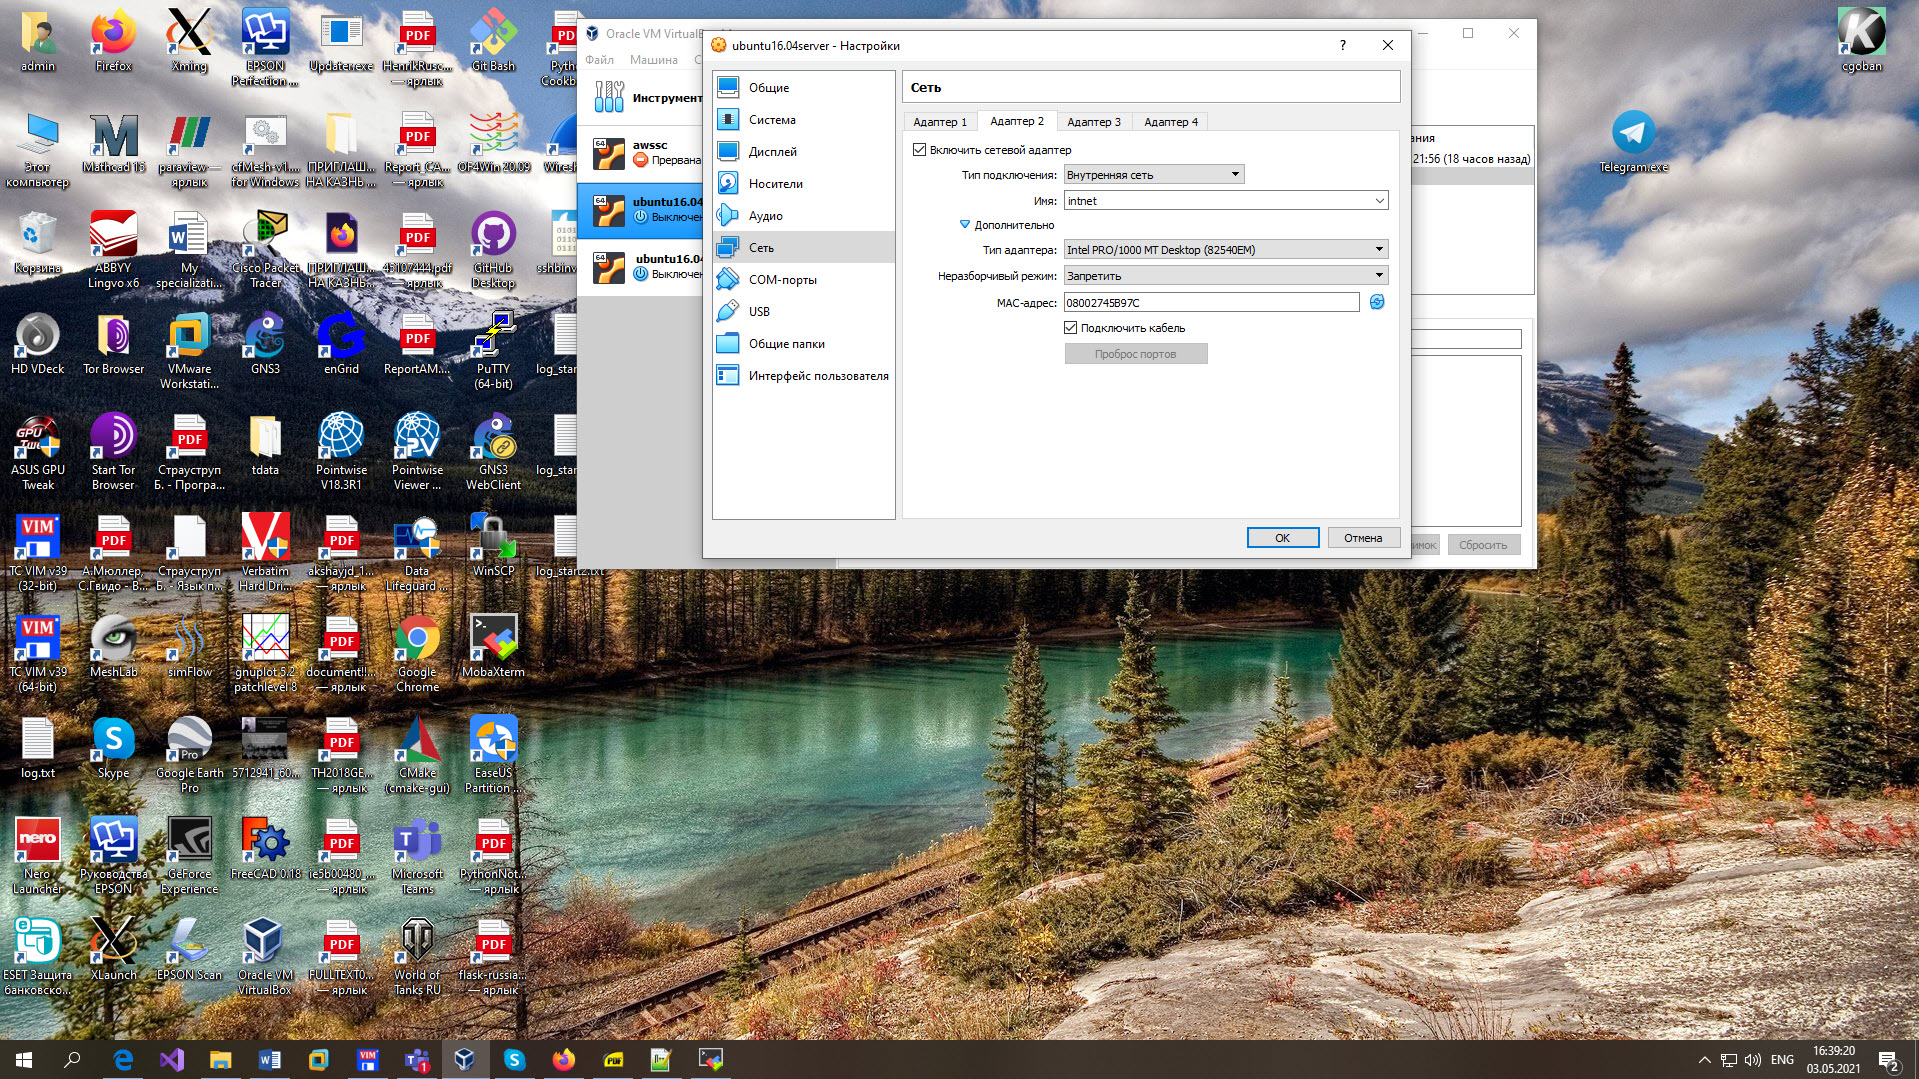 admin
Firefox
Xming
EPSON
Perfection ...
Updater.exe
HenrikRusc...
— ярлык
Git Bash
Cookb
Этот
компьютер
Mathcad 15
paraview —
ярлык
cfMesh-v1....
for Windows
ПРИГЛАШ...
НА КАЗНЬ ...
Report_CA...
— ярлык
OF4Win 20.09
Wiresh
Корзина
ABBYY
Lingvo x6
My
specializati...
Cisco Packet
Tracer
ПРИГЛАШ...
НА КАЗНЬ...
45107444.pdf
— ярлык
GitHub
Desktop
sshbinv
HD VDeck
Tor Browser
VMware
Workstati...
GNS3
enGrid
ReportAM....
PuTTY
(64-bit)
log_star
ASUS GPU
Tweak
Start Tor
Browser
Страуструп
Б. - Програ...
tdata
Pointwise
V18.3R1
Pointwise
Viewer ...
GNS3
WebClient
log_star
TC VIM v39
(32-bit)
А.Мюллер,
С.Гвидо - В...
Страуструп
Б. - Язык п...
Verbatim
Hard Dri...
akshayjd_1...
— ярлык
Data
Lifeguard ...
WinSCP
log_start2.txt
TC VIM v39
(64-bit)
MeshLab
simFlow
gnuplot 5.2
patchlevel 8
document!!...
— ярлык
Google
Chrome
MobaXterm
log.txt
Skype
Google Earth
Pro
5712941_60...
TH2018GE...
— ярлык
CMake
(cmake-gui)
EaseUS
Partition ...
Nero
Launcher
Руководства
EPSON
GeForce
Experience
FreeCAD 0.18
ie5b00480_...
— ярлык
Microsoft
Teams
PythonNot...
— ярлык
ESET Защита
банковско...
XLaunch
EPSON Scan
Oracle VM
VirtualBox
FULLTEXT0...
— ярлык
World of
Tanks RU
flask-russia...
— ярлык
cgoban
Telegram.exe
Oracle VM VirtualB
Файл
Машина
С
Инструмент
awssc
Прервана
ubuntu16.04
Выключен
ubuntu16.04
Выключен
ания
21:56 (18 часов назад)
имок
Сбросить
ubuntu16.04server - Настройки
?
Общие
Система
Дисплей
Носители
Аудио
Сеть
COM-порты
USB
Общие папки
Интерфейс пользователя
Сеть
Адаптер 1
Адаптер 2
Адаптер 3
Адаптер 4
Включить сетевой адаптер
Тип подключения: Внутренняя сеть
Имя: intnet
Дополнительно
Тип адаптера: Intel PRO/1000 MT Desktop (82540EM)
Неразборчивый режим: Запретить
MAC-адрес: 08002745B97C
Подключить кабель
Проброс портов
OK
Отмена
ENG
16:39:20
03.05.2021
2